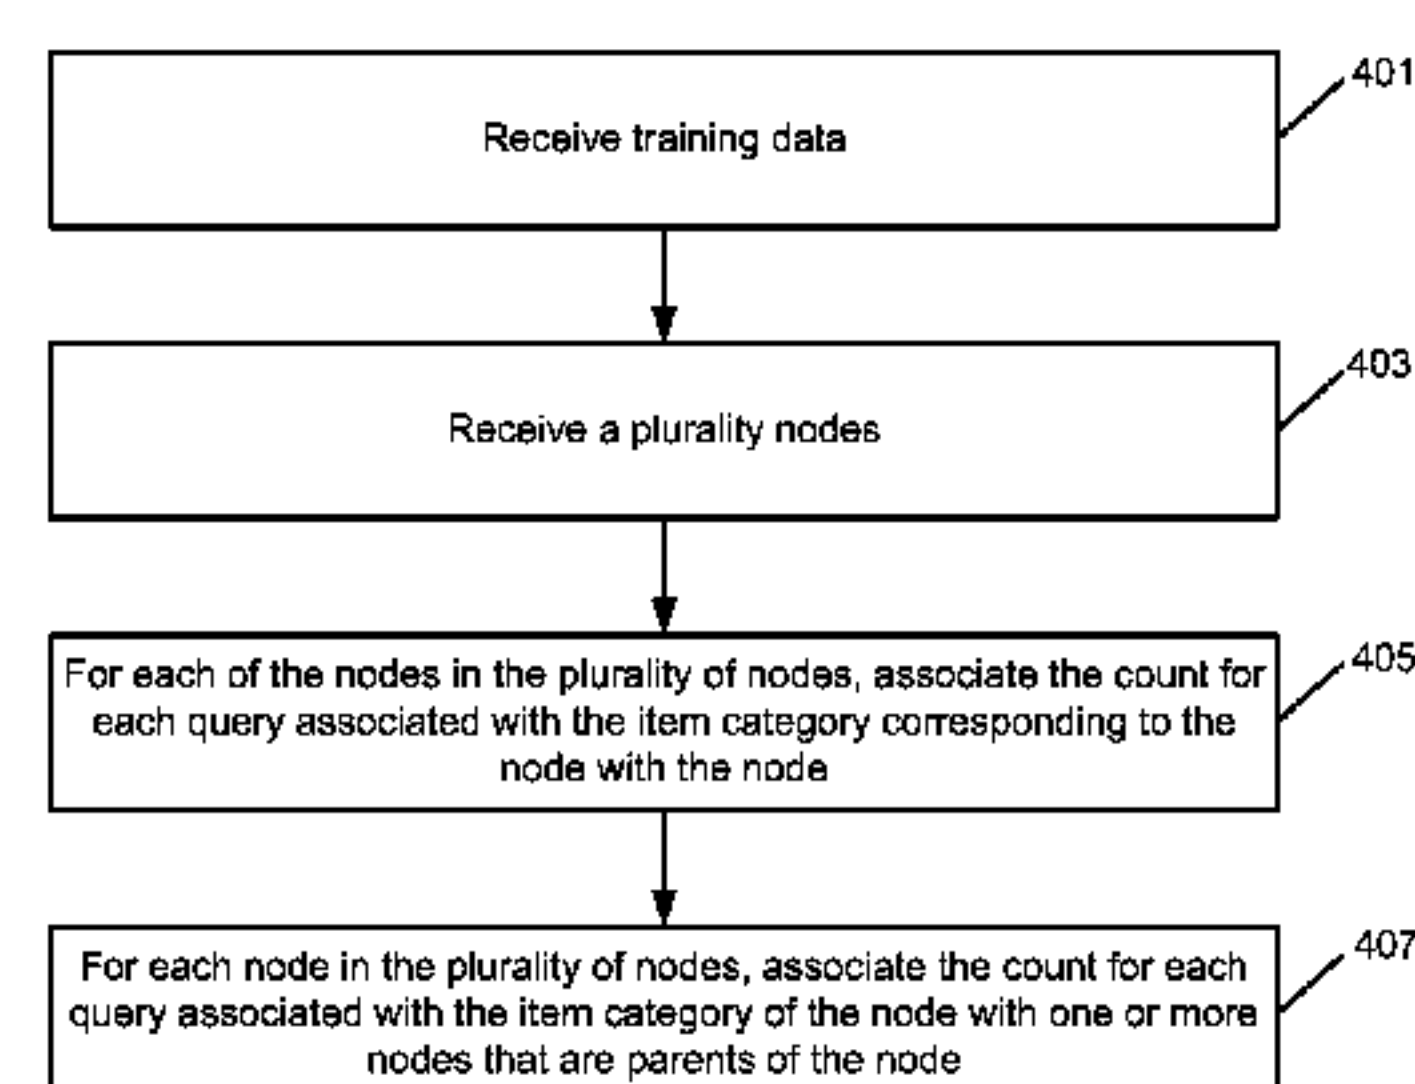 401
Receive training data
403
Receive a plurality nodes
405
For each of the nodes in the plurality of nodes, associate the count for
each query associated with the item category corresponding to the
node with the node
407
For each node in the plurality of nodes, associate the count for each
query associated with the item category of the node with one or more
nodes that are parents of the node